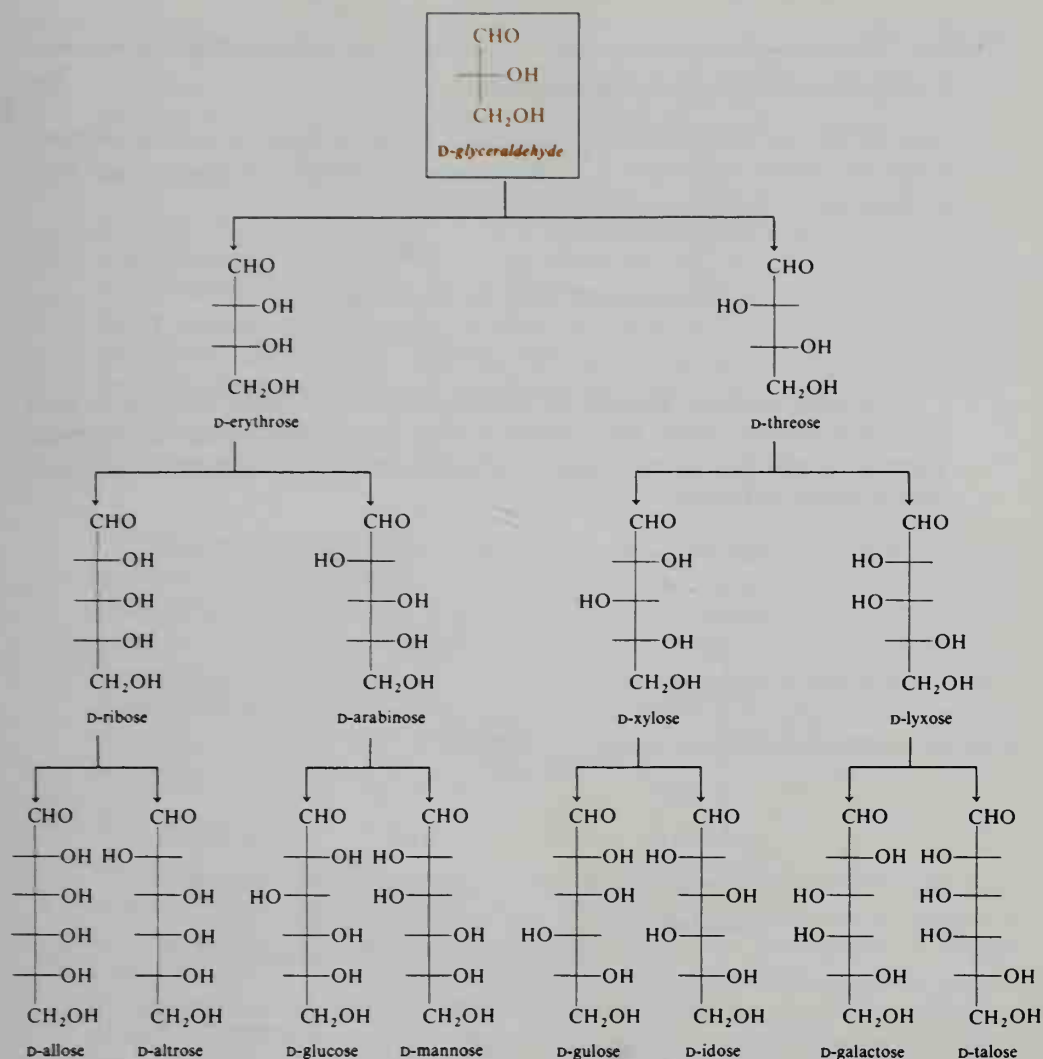 CHO
OH
CH₂OH
D-glyceraldehyde
CHO CHO
OH HO
OH OH
CH₂OH CH₂OH
D-erythrose D-threose
CHO CHO CHO CHO
OH HO OH HO
OH OH HO HO
OH OH OH OH
CH₂OH CH₂OH CH₂OH CH₂OH
D-ribose D-arabinose D-xylose D-lyxose
CHO CHO CHO CHO CHO CHO CHO CHO
OH HO OH HO OH HO OH HO
OH OH HO HO OH OH HO HO
OH OH OH OH HO HO HO HO
OH OH OH OH OH OH OH OH
CH₂OH CH₂OH CH₂OH CH₂OH CH₂OH CH₂OH CH₂OH CH₂OH
D-allose D-altrose D-glucose D-mannose D-gulose D-idose D-galactose D-talose